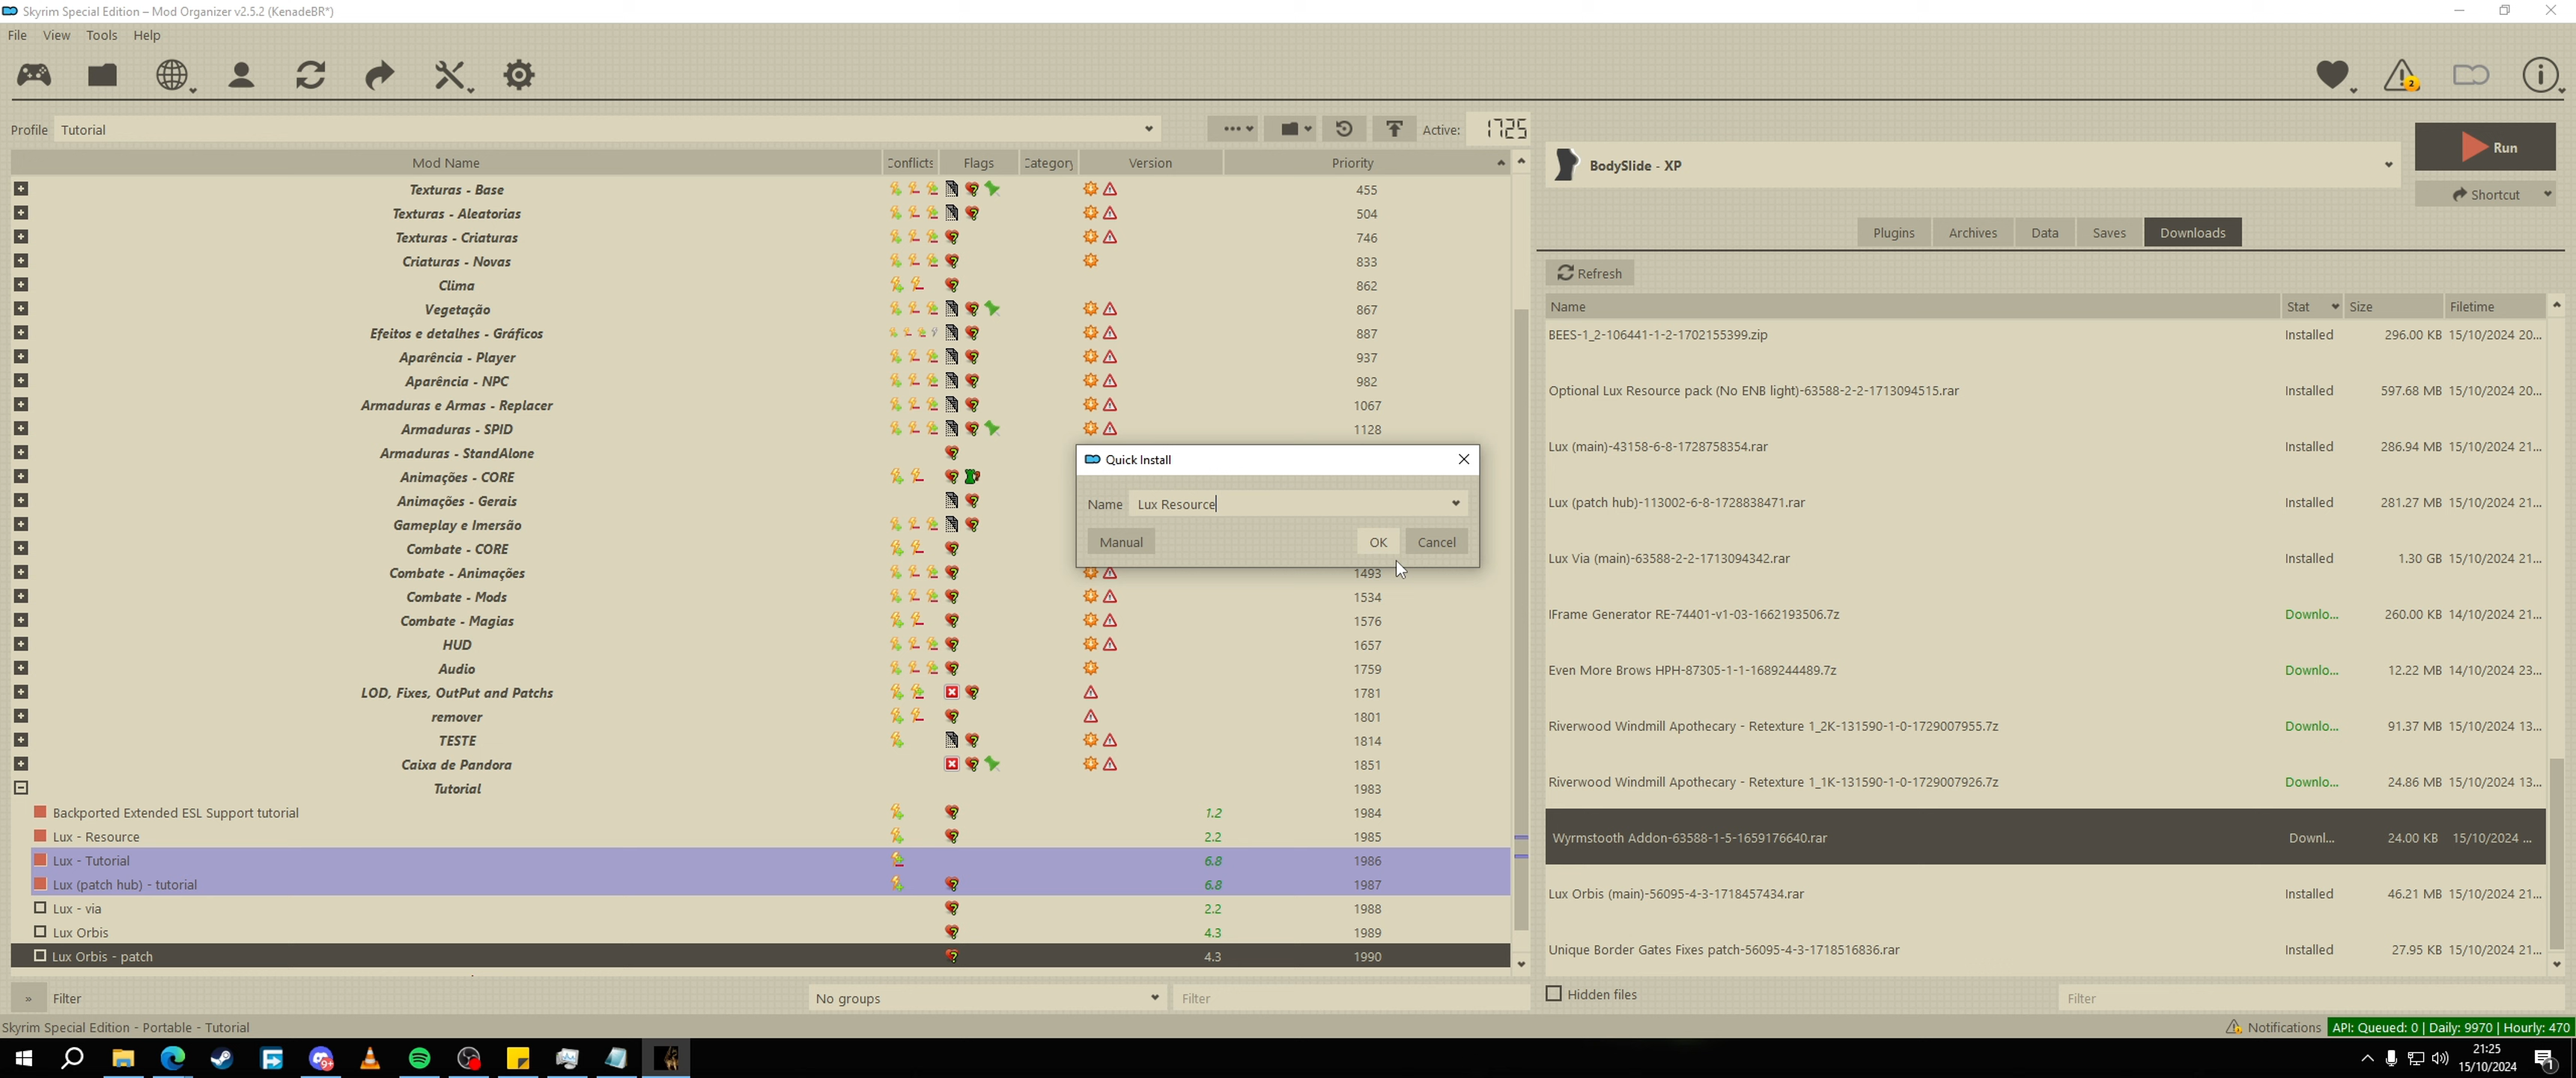 Skyrim Special Edition – Mod Organizer v2.5.2 (KenadeBR*)
File View Tools Help
2
Profile Tutorial Active: 1725
Run
BodySlide - XP
Shortcut
Mod Name Conflicts Flags Category Version Priority
Texturas - Base 455
Texturas - Aleatorias 504
Texturas - Criaturas 746
Criaturas - Novas 833
Clima 862
Vegetação 867
Efeitos e detalhes - Gráficos 887
Aparência - Player 937
Aparência - NPC 982
Armaduras e Armas - Replacer 1067
Armaduras - SPID 1128
Armaduras - StandAlone
Animações - CORE
Animações - Gerais
Gameplay e Imersão
Combate - CORE
Combate - Animações 1493
Combate - Mods 1534
Combate - Magias 1576
HUD 1657
Audio 1759
LOD, Fixes, OutPut and Patchs 1781
remover 1801
TESTE 1814
Caixa de Pandora 1851
Tutorial 1983
Backported Extended ESL Support tutorial 1.2 1984
Lux - Resource 2.2 1985
Lux - Tutorial 6.8 1986
Lux (patch hub) - tutorial 6.8 1987
Lux - via 2.2 1988
Lux Orbis 4.3 1989
Lux Orbis - patch 4.3 1990
» Filter No groups Filter
Quick Install
Name Lux Resource
Manual OK Cancel
Plugins Archives Data Saves Downloads
Refresh
Name Stat Size Filetime
BEES-1_2-106441-1-2-1702155399.zip Installed 296.00 KB 15/10/2024 20...
Optional Lux Resource pack (No ENB light)-63588-2-2-1713094515.rar Installed 597.68 MB 15/10/2024 20...
Lux (main)-43158-6-8-1728758354.rar Installed 286.94 MB 15/10/2024 21...
Lux (patch hub)-113002-6-8-1728838471.rar Installed 281.27 MB 15/10/2024 21...
Lux Via (main)-63588-2-2-1713094342.rar Installed 1.30 GB 15/10/2024 21...
IFrame Generator RE-74401-v1-03-1662193506.7z Downlo... 260.00 KB 14/10/2024 21...
Even More Brows HPH-87305-1-1-1689244489.7z Downlo... 12.22 MB 14/10/2024 23...
Riverwood Windmill Apothecary - Retexture 1_2K-131590-1-0-1729007955.7z Downlo... 91.37 MB 15/10/2024 13...
Riverwood Windmill Apothecary - Retexture 1_1K-131590-1-0-1729007926.7z Downlo... 24.86 MB 15/10/2024 13...
Wyrmstooth Addon-63588-1-5-1659176640.rar Downl... 24.00 KB 15/10/2024 ...
Lux Orbis (main)-56095-4-3-1718457434.rar Installed 46.21 MB 15/10/2024 21...
Unique Border Gates Fixes patch-56095-4-3-1718516836.rar Installed 27.95 KB 15/10/2024 21...
Hidden files Filter
Skyrim Special Edition - Portable - Tutorial Notifications API: Queued: 0 | Daily: 9970 | Hourly: 470
9+
21:25
15/10/2024
1